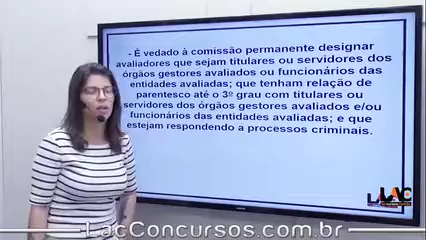 - É vedado à comissão permanente designar
avaliadores que sejam titulares ou servidores dos
órgãos gestores avaliados ou funcionários das
entidades avaliadas; que tenham relação de
parentesco até o 3º grau com titulares ou
servidores dos órgãos gestores avaliados e/ou
funcionários das entidades avaliadas; e que
estejam respondendo a processos criminais.
LAC
LacConcursos.com.br